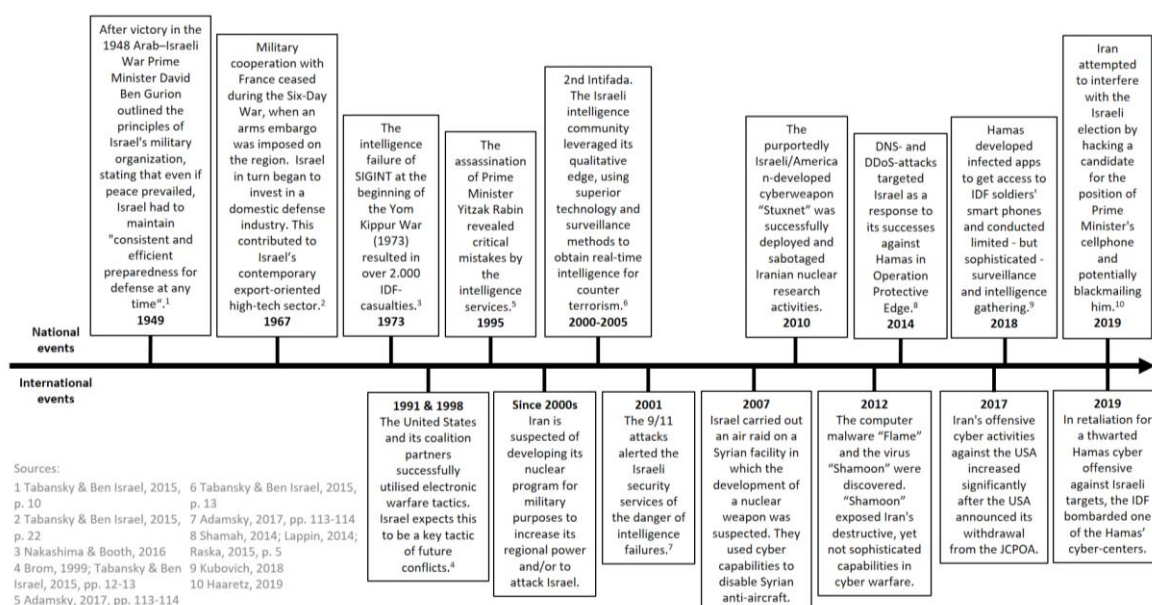 After victory in the
1948 Arab–Israeli
War Prime Minister David
Ben Gurion
outlined the
principles of
Israel's military
organization,
stating that even if
peace prevailed,
Israel had to
maintain
"consistent and
efficient
preparedness for
defense at any
time".1
1949
Military
cooperation with
France ceased
during the Six-Day
War, when an
arms embargo
was imposed on
the region. Israel
in turn began to
invest in a
domestic defense
industry. This
contributed to
Israel's
contemporary
export-oriented
high-tech sector.2
1967
The
intelligence
failure of
SIGINT at the
beginning of
the Yom
Kippur War
(1973)
resulted in
over 2.000
IDF-
casualties.3
1973
The
assassination of
Prime Minister
Yitzak Rabin
revealed
critical
mistakes by
the
intelligence
services.5
1995
2nd Intifada.
The Israeli
intelligence
community
leveraged its
qualitative
edge, using
superior
technology and
surveillance
methods to
obtain real-time
intelligence for
counter
terrorism.6
2000-2005
The
purportedly
Israeli/America
n-developed
cyberweapon
“Stuxnet” was
successfully
deployed and
sabotaged
Iranian nuclear
research
activities.
2010
DNS- and
DDoS-attacks
targeted
Israel as a
response to
its successes
against
Hamas in
Operation
Protective
Edge.8
2014
Hamas
developed
infected apps
to get access to
IDF soldiers'
smart phones
and conducted
limited - but
sophisticated -
surveillance
and intelligence
gathering.9
2018
Iran
attempted
to interfere
with the
Israeli
election by
hacking a
candidate
for the
position of
Prime
Minister's
cellphone
and
potentially
blackmailing
him.10
2019
National
events
International
events
1991 & 1998
The United States
and its coalition
partners
successfully
utilised electronic
warfare tactics.
Israel expects this
to be a key tactic
of future
conflicts.4
Since 2000s
Iran is
suspected of
developing its
nuclear
program for
military
purposes to
increase its
regional power
and/or to
attack Israel.
2001
The 9/11
attacks
alerted the
Israeli
security
services of
the danger of
intelligence
failures.7
2007
Israel carried out
an air raid on a
Syrian facility in
which the
development of
a nuclear
weapon was
suspected. They
used cyber
capabilities to
disable Syrian
anti-aircraft.
2012
The computer
malware “Flame”
and the virus
“Shamoon” were
discovered.
“Shamoon”
exposed Iran's
destructive, yet
not sophisticated
capabilities in
cyber warfare.
2017
Iran's offensive
cyber activities
against the USA
increased
significantly
after the USA
announced its
withdrawal
from the JCPOA.
2019
In retaliation for
a thwarted
Hamas cyber
offensive
against Israeli
targets, the IDF
bombarded one
of the Hamas’
cyber-centers.
Sources:
1 Tabansky & Ben Israel, 2015,
p. 10
2 Tabansky & Ben Israel, 2015,
p. 22
3 Nakashima & Booth, 2016
4 Brom, 1999; Tabansky & Ben
Israel, 2015, pp. 12-13
5 Adamsky, 2017, pp. 113-114
6 Tabansky & Ben Israel, 2015,
p. 13
7 Adamsky, 2017, pp. 113-114
8 Shamah, 2014; Lappin, 2014;
Raska, 2015, p. 5
9 Kubovich, 2018
10 Haaretz, 2019